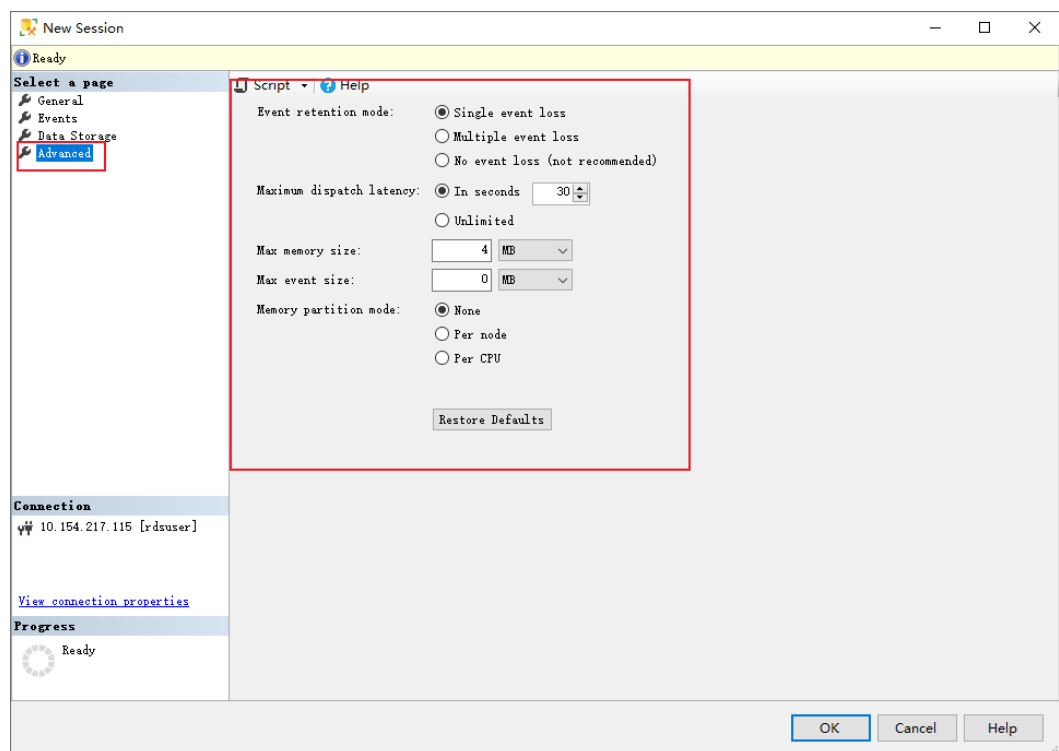 New Session
Ready
Select a page
General
Events
Data Storage
Advanced
Connection
10.154.217.115 [rdsuser]
View connection properties
Progress
Ready
Script Help
Event retention mode: Single event loss
Multiple event loss
No event loss (not recommended)
Maximum dispatch latency: In seconds 30
Unlimited
Max memory size: 4 MB
Max event size: 0 MB
Memory partition mode: None
Per node
Per CPU
Restore Defaults
OK Cancel Help